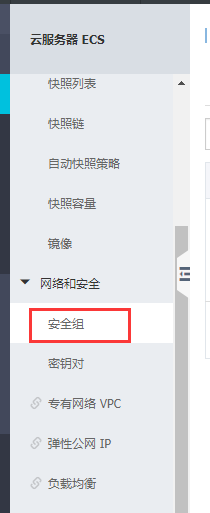 云服务器 ECS
快照列表
快照链
自动快照策略
快照容量
镜像
网络和安全
安全组
密钥对
专有网络 VPC
弹性公网 IP
负载均衡